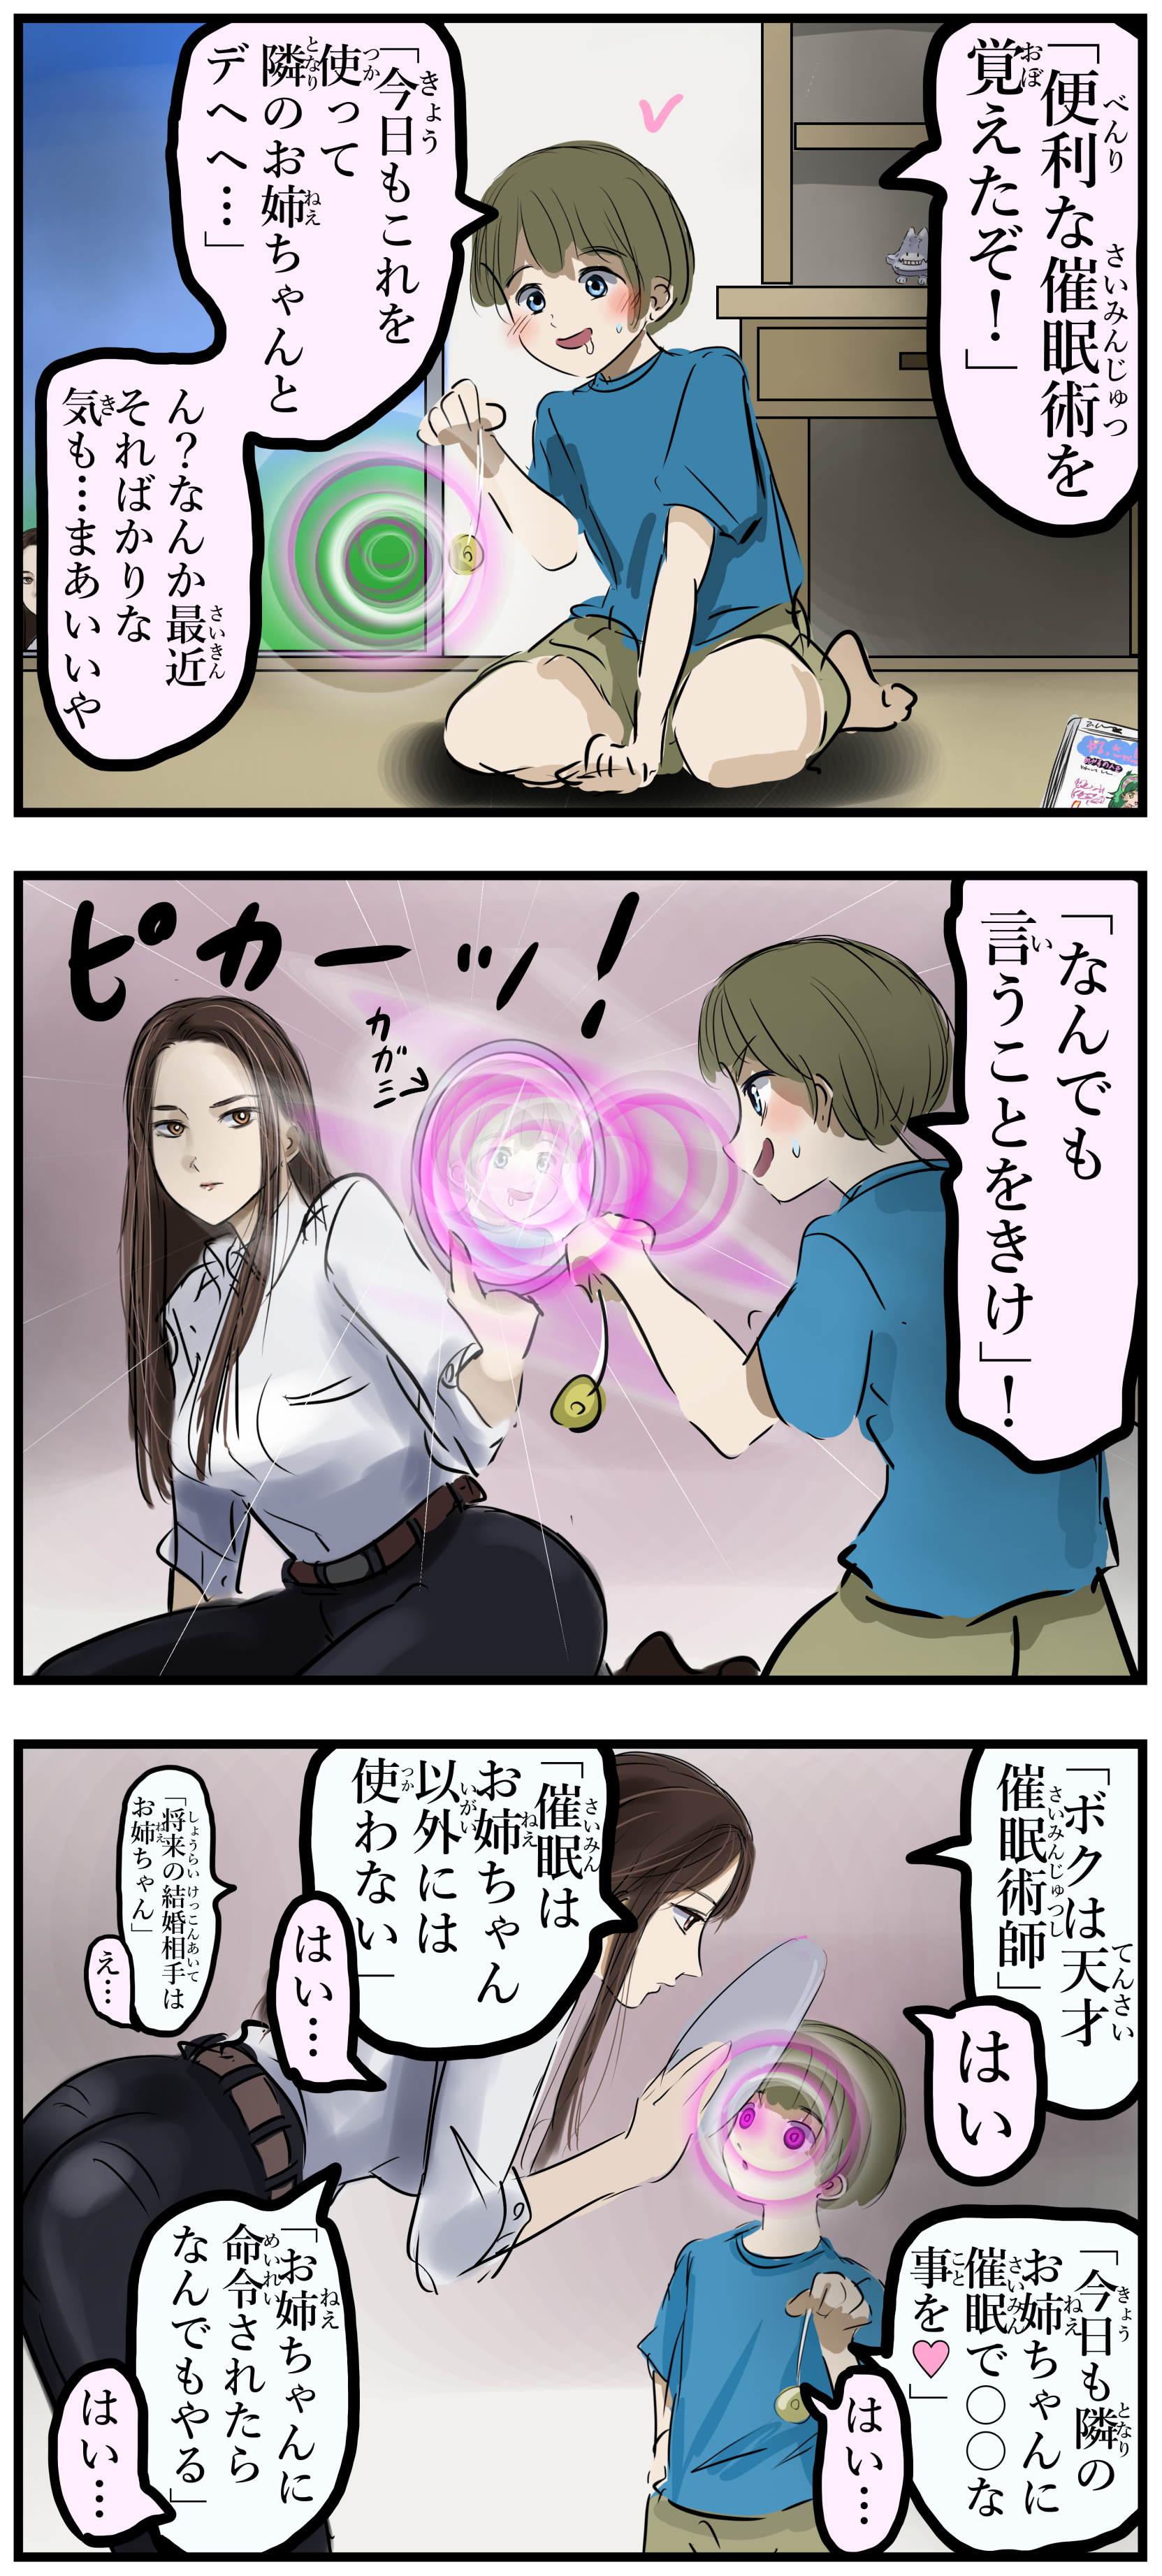 「便利な催眠術を
覚えたぞ！」
「今日もこれを
使って
隣のお姉ちゃんと
デヘヘ…」
ん？なんか最近
そればかりな
気も…まあいいや
「なんでも
言うことをきけ」！
ピカーッ！
カガミ
「ボクは天才
催眠術師」
はい
「今日も隣の
お姉ちゃんに
催眠で〇〇な
事を♥」
はい…
「催眠は
お姉ちゃん
以外には
使わない」
はい…
「お姉ちゃんに
命令されたら
なんでもやる」
はい…
「将来の結婚相手は
お姉ちゃん」
え…